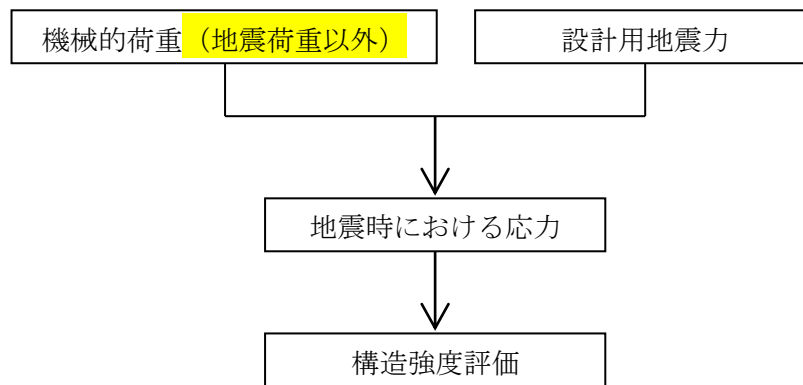 機械的荷重（地震荷重以外）
設計用地震力
地震時における応力
構造強度評価